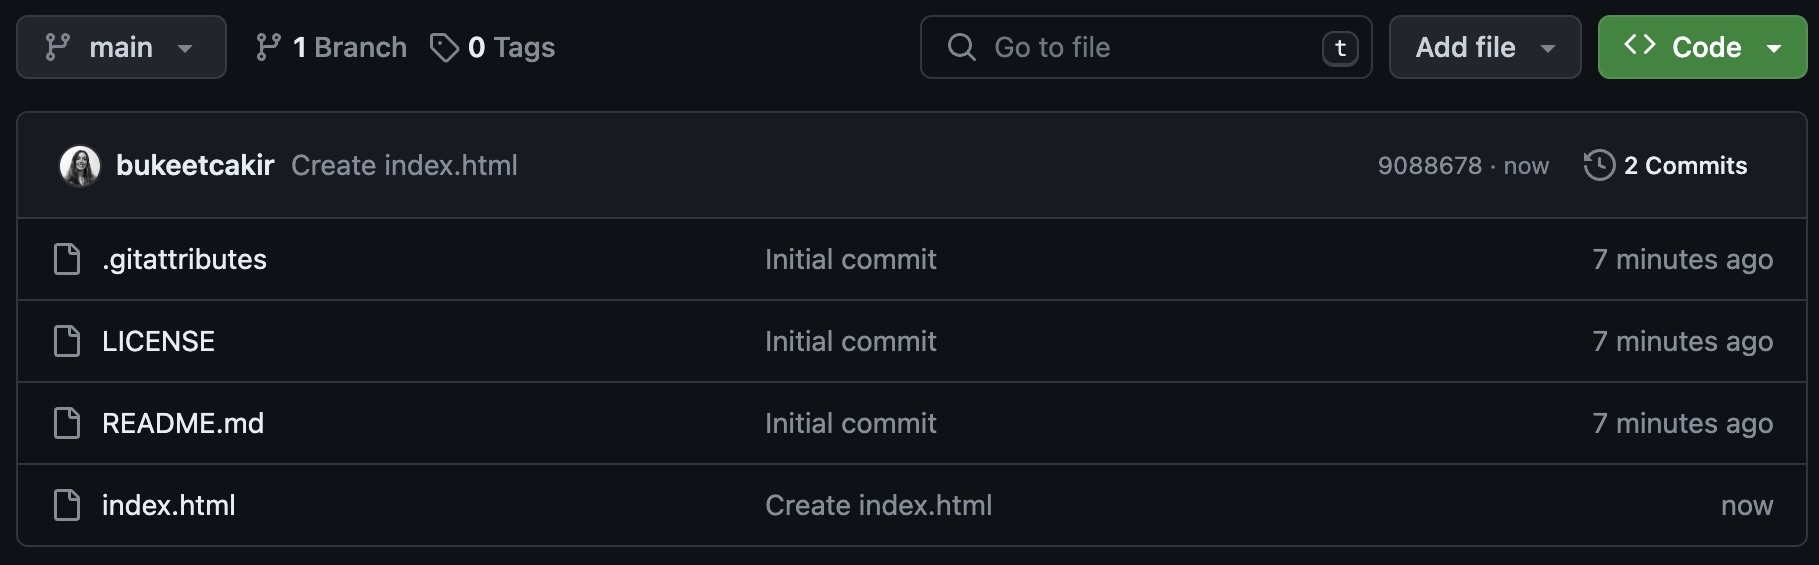 main 1 Branch 0 Tags Go to file t Add file Code
bukeetcakir Create index.html 9088678 · now 2 Commits
.gitattributes Initial commit 7 minutes ago
LICENSE Initial commit 7 minutes ago
README.md Initial commit 7 minutes ago
index.html Create index.html now